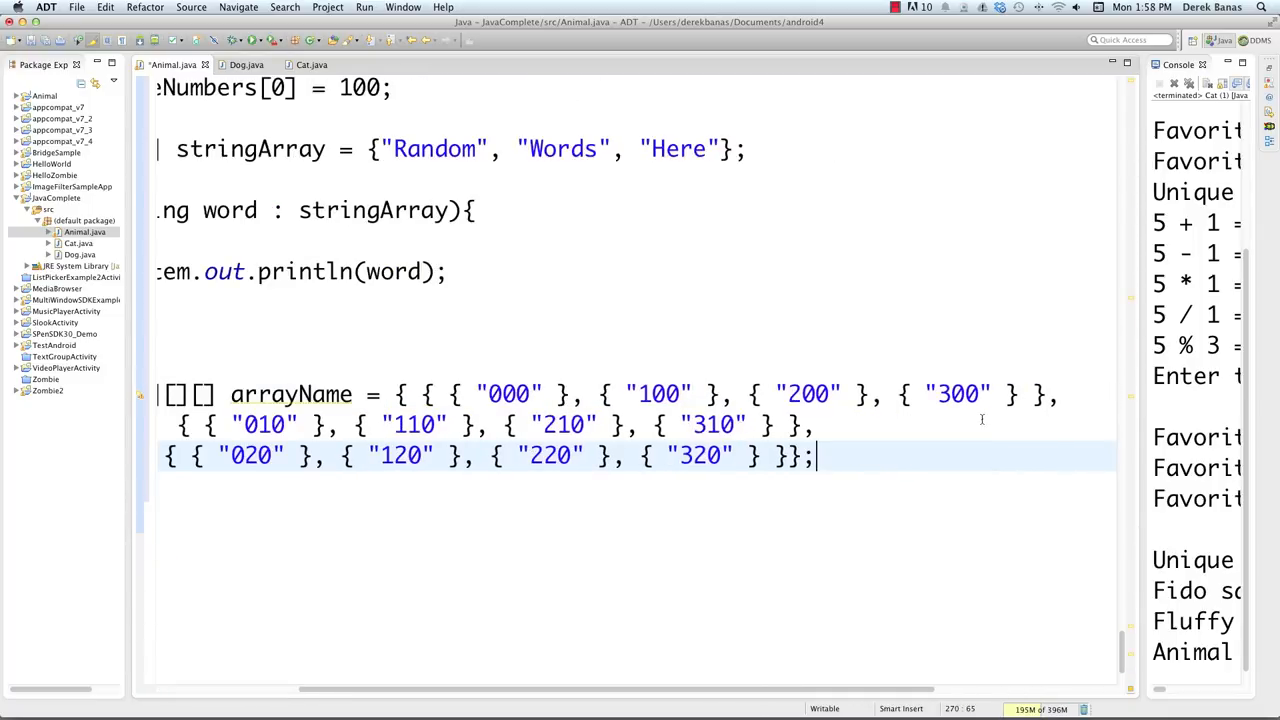 ADT File Edit Refactor Source Navigate Search Project Run Window Help 10 Mon 1:58 PM Derek Banas
Java - JavaComplete/src/Animal.java - ADT - /Users/derekbanas/Documents/android4
Quick Access Java DDMS
Package Exp
Animal
appcompat_v7
appcompat_v7_2
appcompat_v7_3
appcompat_v7_4
BridgeSample
HelloWorld
HelloZombie
ImageFilterSampleApp
JavaComplete
src
(default package)
Animal.java
Cat.java
Dog.java
JRE System Library [Ja
ListPickerExample2Activi
MediaBrowser
MultiWindowSDKExample
MusicPlayerActivity
SlookActivity
SPenSDK30_Demo
TestAndroid
TextGroupActivity
VideoPlayerActivity
Zombie
Zombie2
*Animal.java Dog.java Cat.java
eNumbers[0] = 100;
stringArray = {"Random", "Words", "Here"};
ing word : stringArray){
tem.out.println(word);
[][] arrayName = { { { "000" }, { "100" }, { "200" }, { "300" } },
{ { "010" }, { "110" }, { "210" }, { "310" } },
{ { "020" }, { "120" }, { "220" }, { "320" } }};
Console
<terminated> Cat (1) [Java
Favorit
Favorit
Unique
5 + 1 =
5 - 1 =
5 * 1 =
5 / 1 =
5 % 3 =
Enter t
Favorit
Favorit
Favorit
Unique
Fido sa
Fluffy
Animal
Writable Smart Insert 270 : 65 195M of 396M